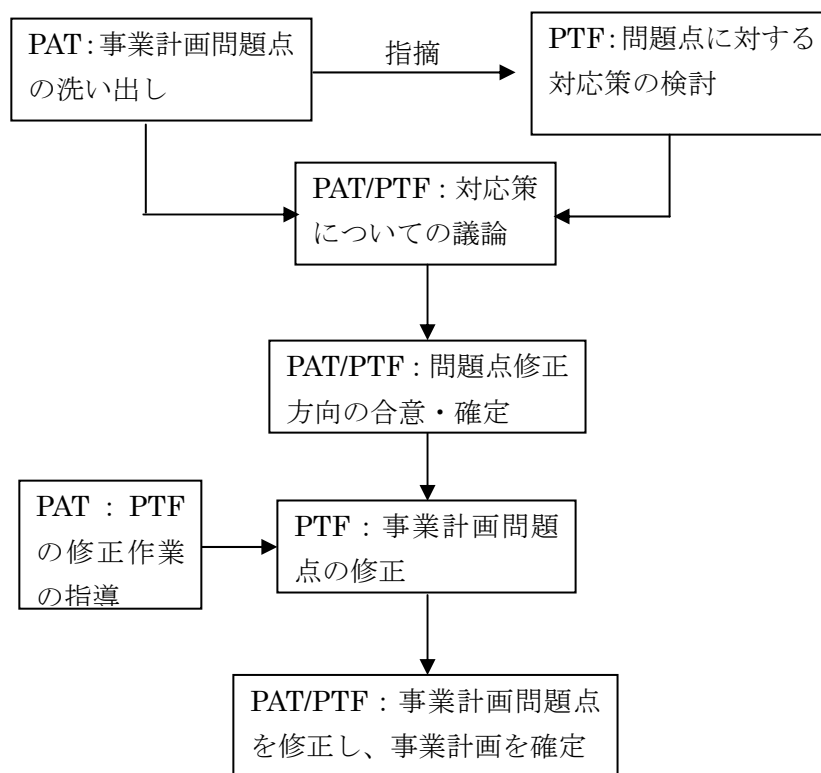 PAT：事業計画問題点
の洗い出し
指摘
PTF：問題点に対する
対応策の検討
PAT/PTF：対応策
についての議論
PAT/PTF：問題点修正
方向の合意・確定
PAT：PTF
の修正作業
の指導
PTF：事業計画問題
点の修正
PAT/PTF：事業計画問題点
を修正し、事業計画を確定